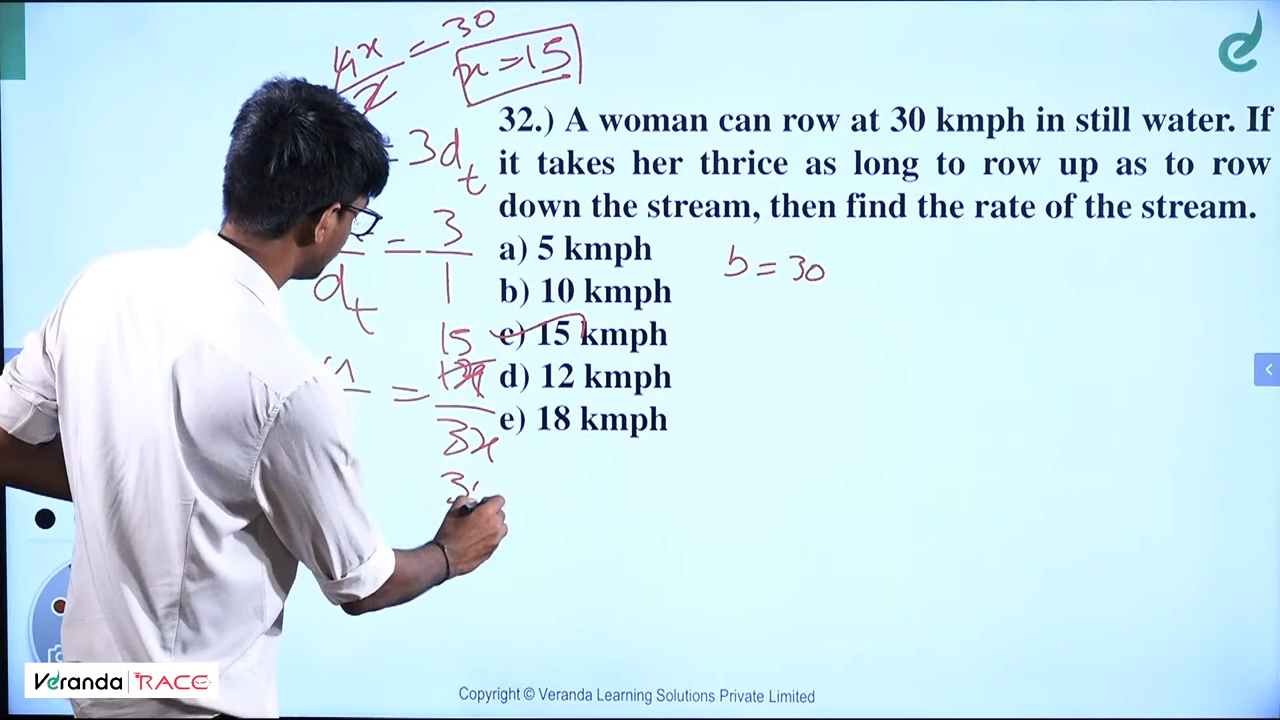 = 30
x = 15
= 3dt
32.) A woman can row at 30 kmph in still water. If
it takes her thrice as long to row up as to row
down the stream, then find the rate of the stream.
= 3
dt 1
a) 5 kmph
b = 30
b) 10 kmph
15
c) 15 kmph
=
d) 12 kmph
3x
e) 18 kmph
Veranda RACE
Copyright © Veranda Learning Solutions Private Limited